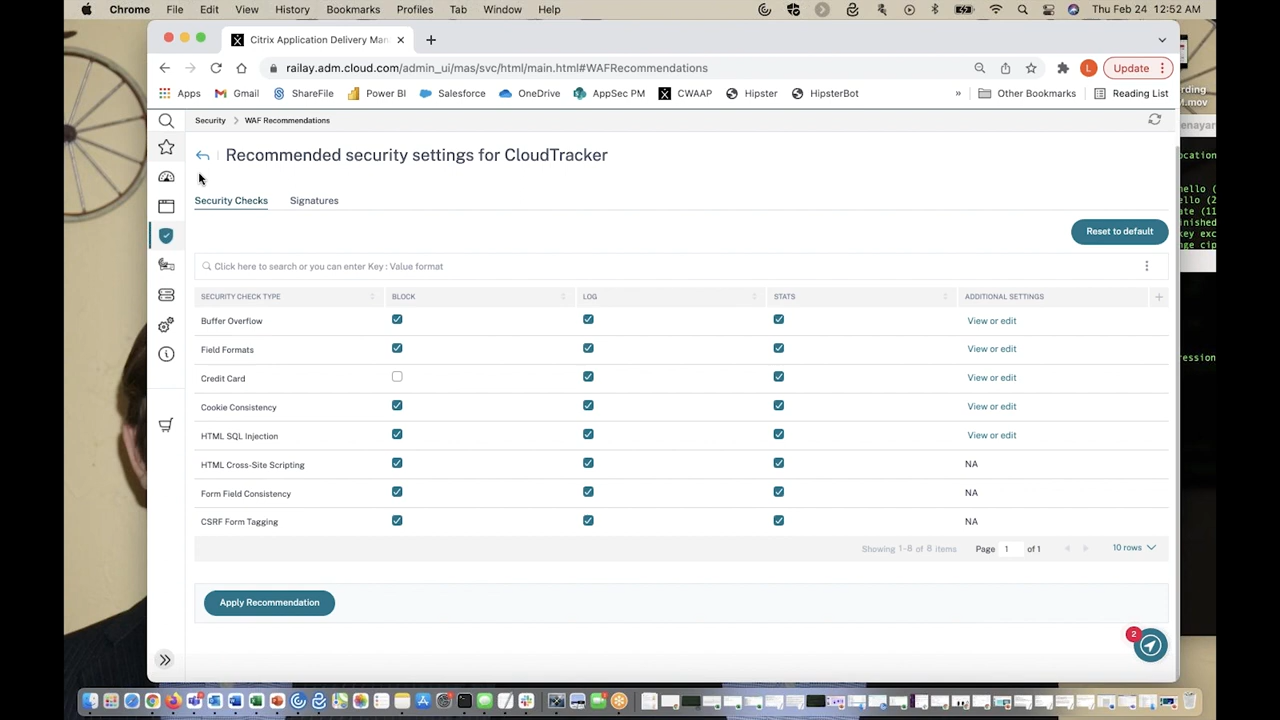 Chrome File Edit View History Bookmarks Profiles Tab Window Help Thu Feb 24 12:52 AM
Citrix Application Delivery Man
railay.adm.cloud.com/admin_ui/mas/svc/html/main.html#WAFRecommendations Update
L
Apps Gmail ShareFile Power BI Salesforce OneDrive AppSec PM CWAAP Hipster HipsterBot » Other Bookmarks Reading List
Security > WAF Recommendations
Recommended security settings for CloudTracker
Security Checks Signatures
Reset to default
Click here to search or you can enter Key : Value format
SECURITY CHECK TYPE BLOCK LOG STATS ADDITIONAL SETTINGS +
Buffer Overflow View or edit
Field Formats View or edit
Credit Card View or edit
Cookie Consistency View or edit
HTML SQL Injection View or edit
HTML Cross-Site Scripting NA
Form Field Consistency NA
CSRF Form Tagging NA
Showing 1-8 of 8 items Page 1 of 1 10 rows
Apply Recommendation
2